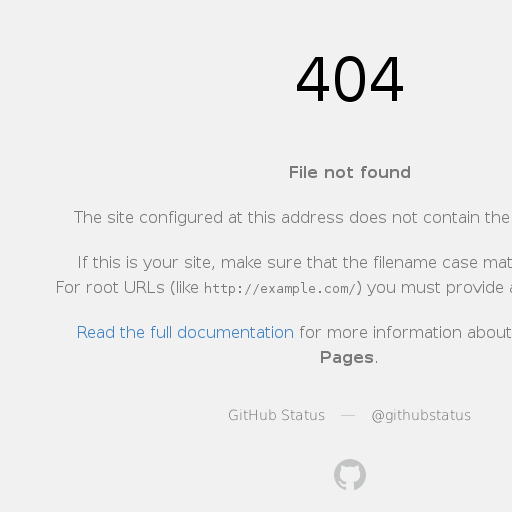 404
File not found
The site configured at this address does not contain the
If this is your site, make sure that the filename case mat
For root URLs (like http://example.com/) you must provide a
Read the full documentation for more information about
Pages.
GitHub Status — @githubstatus